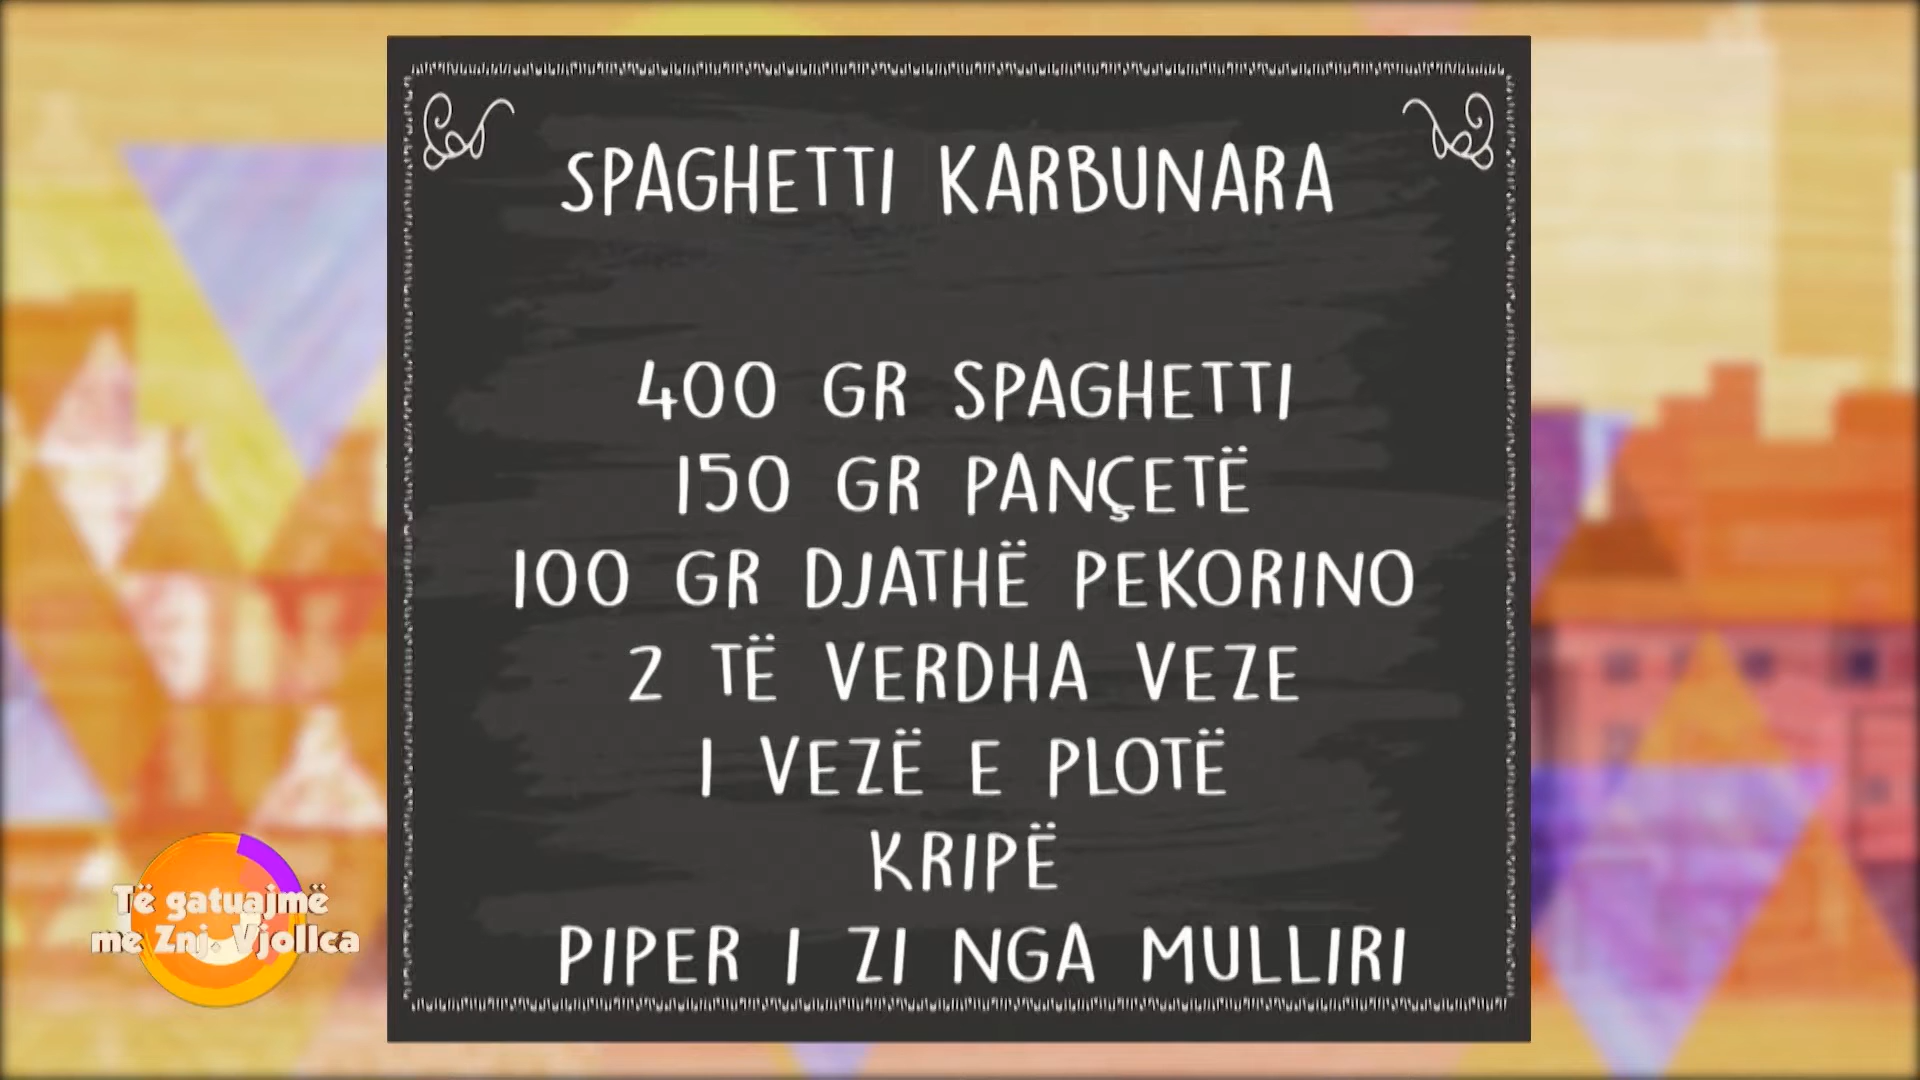 SPAGHETTI KARBUNARA
400 GR SPAGHETTI
150 GR PANÇETË
100 GR DJATHË PEKORINO
2 TË VERDHA VEZE
1 VEZË E PLOTË
KRIPË
PIPER I ZI NGA MULLIRI
Të gatuajmë
me Znj. Vjollca